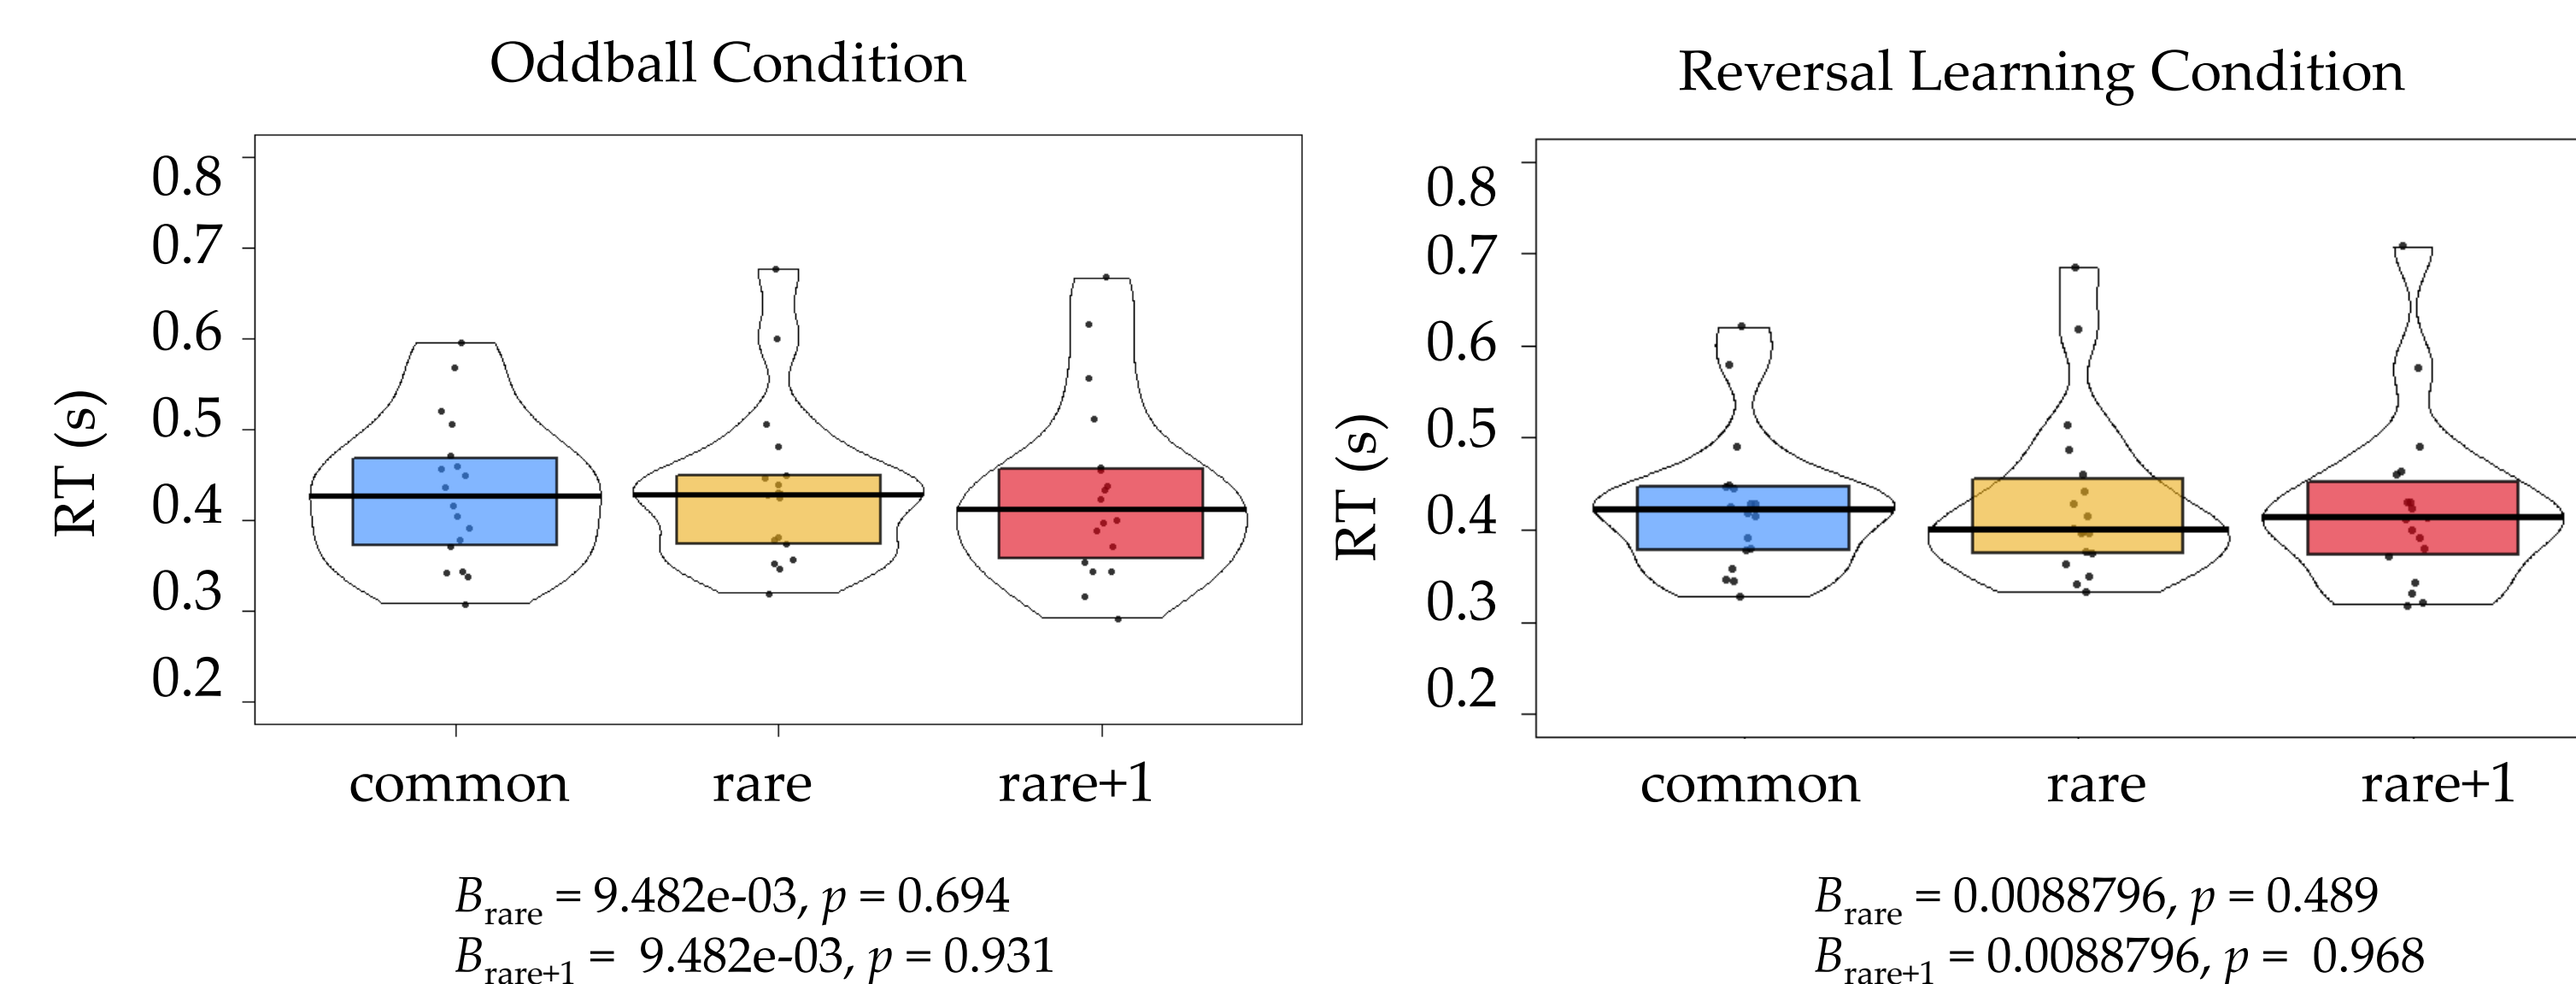 Oddball Condition
RT (s)
0.8
0.7
0.6
0.5
0.4
0.3
0.2
common rare rare+1
Brare = 9.482e-03, p = 0.694
Brare+1 = 9.482e-03, p = 0.931
Reversal Learning Condition
RT (s)
0.8
0.7
0.6
0.5
0.4
0.3
0.2
common rare rare+1
Brare = 0.0088796, p = 0.489
Brare+1 = 0.0088796, p = 0.968